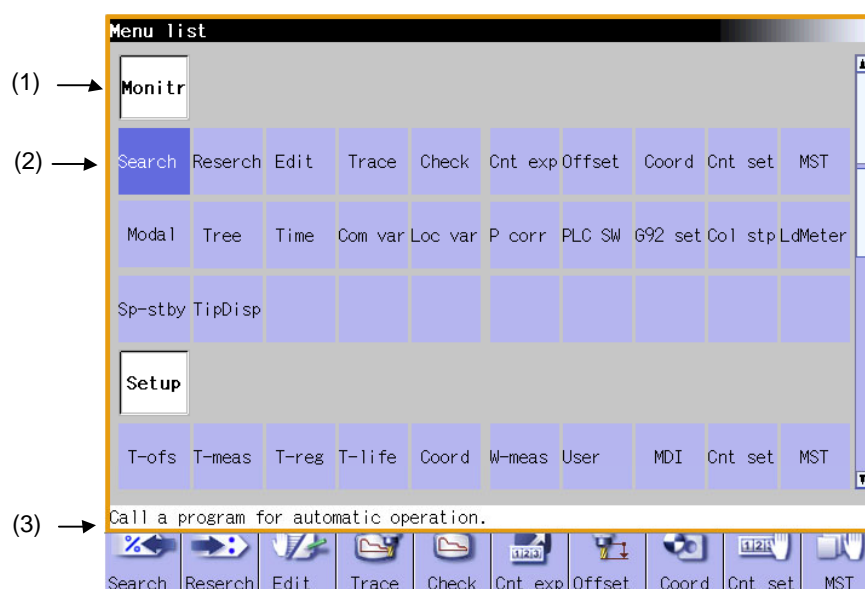 Menu list
(1)
Monitr
(2)
Search Reserch Edit Trace Check Cnt exp Offset Coord Cnt set MST
Modal Tree Time Com var Loc var P corr PLC SW G92 set Col stp LdMeter
Sp-stby TipDisp
Setup
T-ofs T-meas T-reg T-life Coord W-meas User MDI Cnt set MST
(3)
Call a program for automatic operation.
Search Reserch Edit Trace Check Cnt exp Offset Coord Cnt set MST